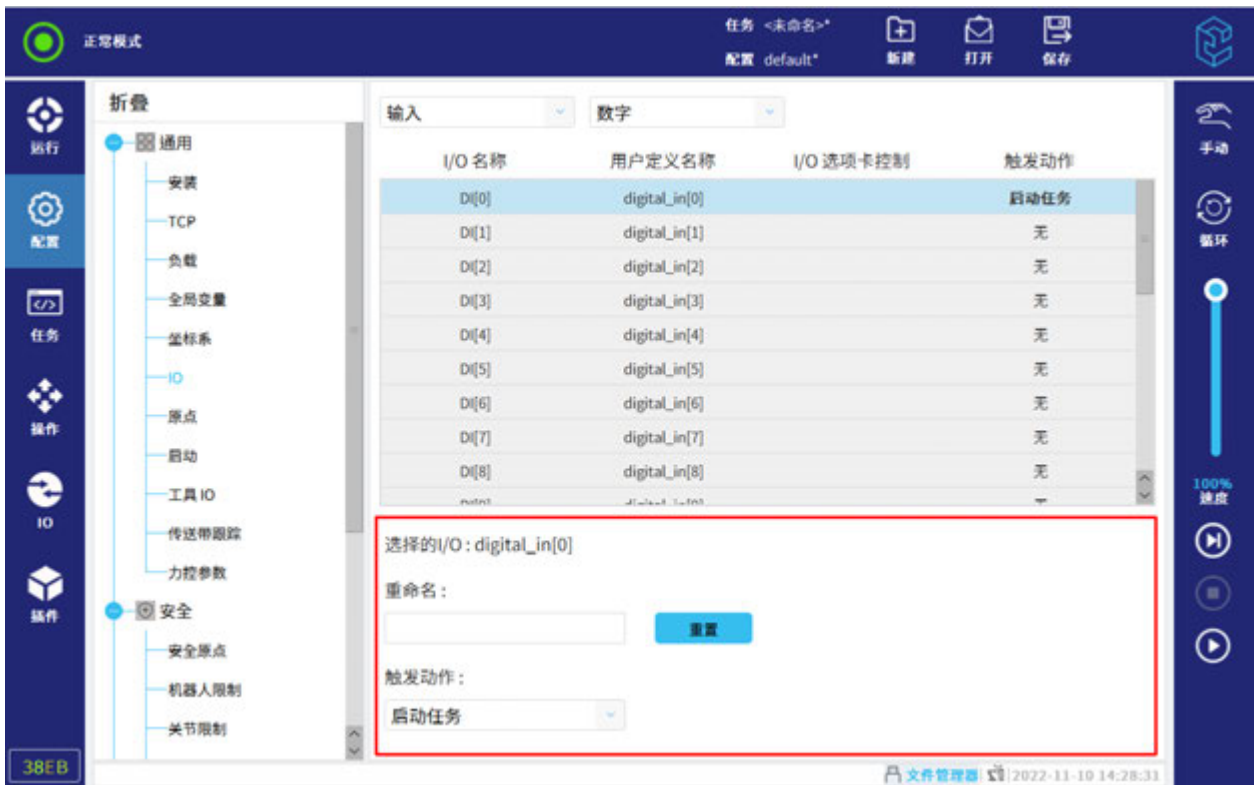 正常模式
任务 <未命名>*
配置 default*
新建
打开
保存
运行
配置
任务
操作
IO
插件
38EB
折叠
通用
安装
TCP
负载
全局变量
坐标系
IO
原点
启动
工具 IO
传送带跟踪
力控参数
安全
安全原点
机器人限制
关节限制
输入 数字
I/O 名称 用户定义名称 I/O 选项卡控制 触发动作
DI[0] digital_in[0] 启动任务
DI[1] digital_in[1] 无
DI[2] digital_in[2] 无
DI[3] digital_in[3] 无
DI[4] digital_in[4] 无
DI[5] digital_in[5] 无
DI[6] digital_in[6] 无
DI[7] digital_in[7] 无
DI[8] digital_in[8] 无
选择的I/O : digital_in[0]
重命名 :
重置
触发动作 :
启动任务
文件管理器 2022-11-10 14:28:31
手动
循环
100%
速度